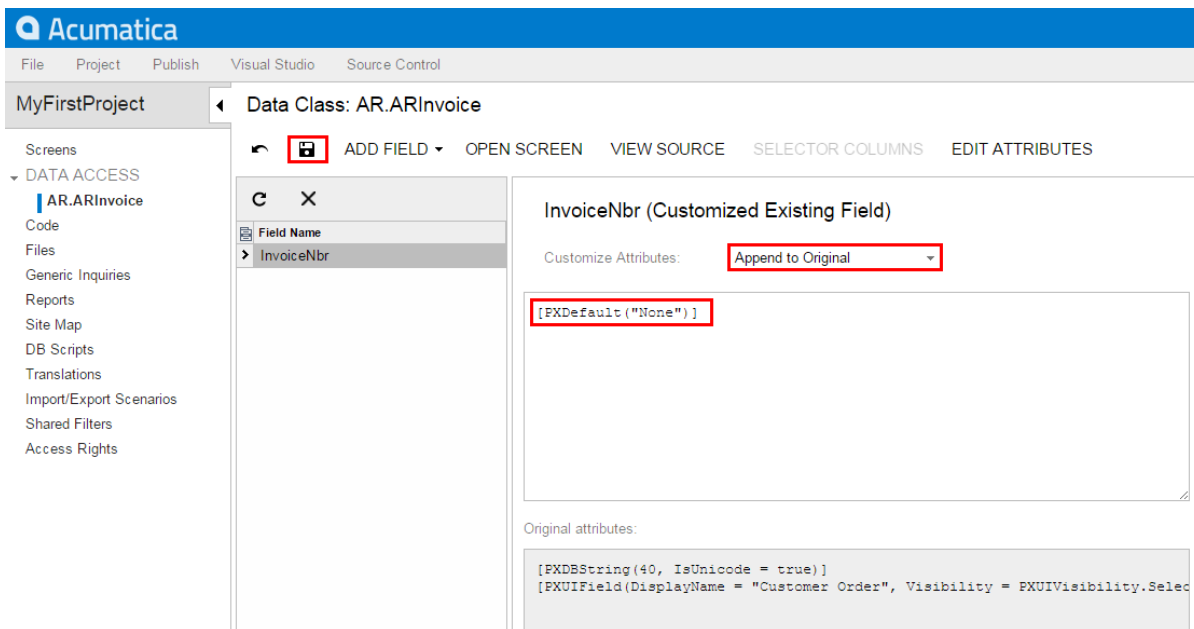 Acumatica
File Project Publish Visual Studio Source Control
MyFirstProject
Data Class: AR.ARInvoice
Screens
DATA ACCESS
AR.ARInvoice
Code
Files
Generic Inquiries
Reports
Site Map
DB Scripts
Translations
Import/Export Scenarios
Shared Filters
Access Rights
ADD FIELD OPEN SCREEN VIEW SOURCE SELECTOR COLUMNS EDIT ATTRIBUTES
Field Name
InvoiceNbr
InvoiceNbr (Customized Existing Field)
Customize Attributes: Append to Original
[PXDefault("None")]
Original attributes:
[PXDBString(40, IsUnicode = true)]
[PXUIField(DisplayName = "Customer Order", Visibility = PXUIVisibility.Selec